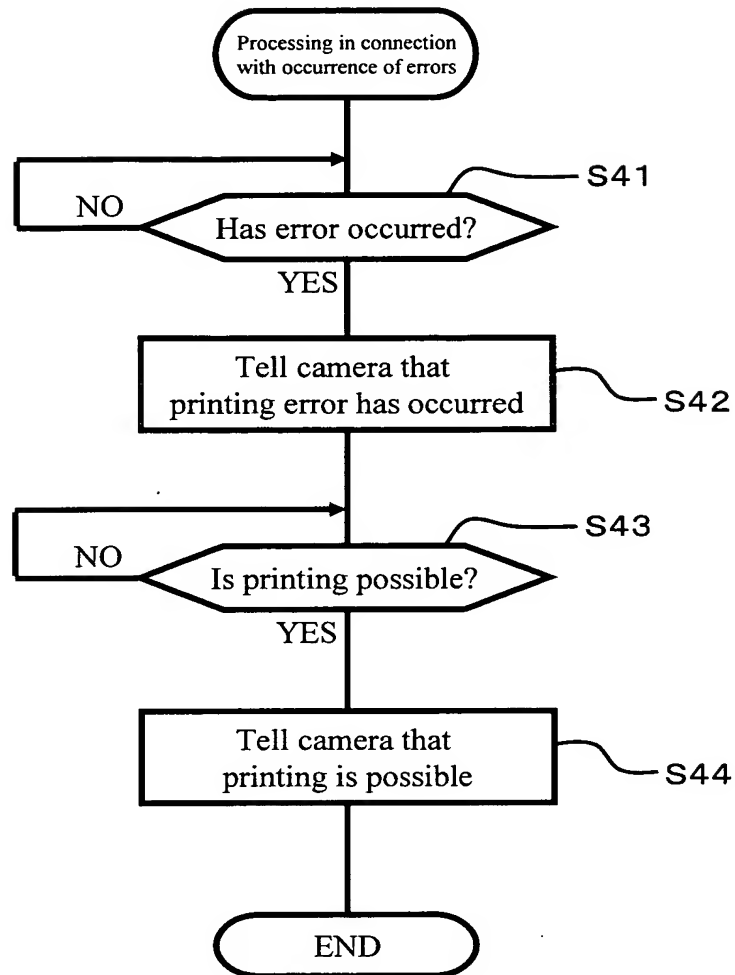 Processing in connection
with occurrence of errors
S41
NO
Has error occurred?
YES
Tell camera that
printing error has occurred
S42
S43
NO
Is printing possible?
YES
Tell camera that
printing is possible
S44
END